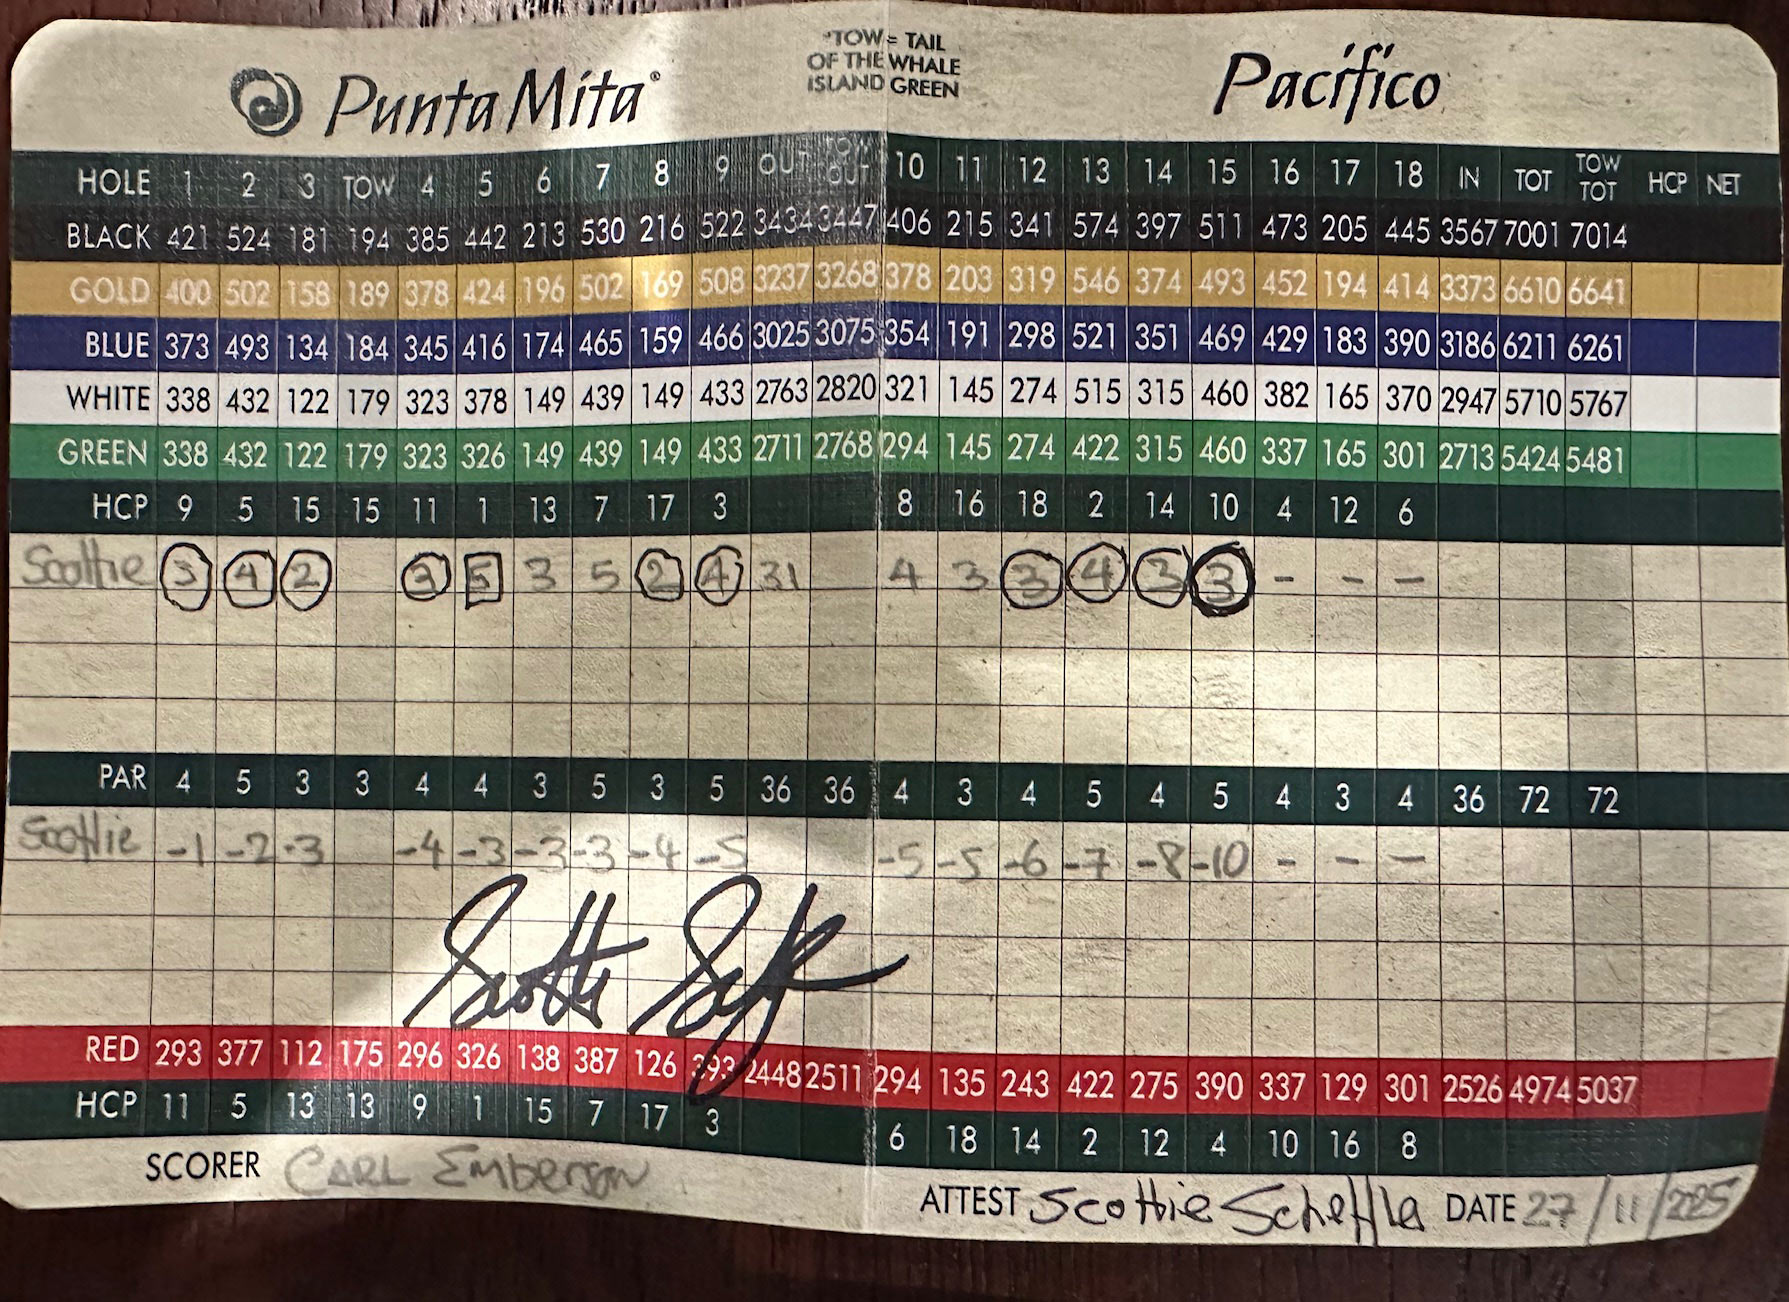 *TOW = TAIL
OF THE WHALE
ISLAND GREEN
Punta Mita®
Pacífico
HOLE 1 2 3 TOW 4 5 6 7 8 9 OUT TOW OUT 10 11 12 13 14 15 16 17 18 IN TOT TOW TOT HCP NET
BLACK 421 524 181 194 385 442 213 530 216 522 3434 3447 406 215 341 574 397 511 473 205 445 3567 7001 7014
GOLD 400 502 158 189 378 424 196 502 169 508 3237 3268 378 203 319 546 374 493 452 194 414 3373 6610 6641
BLUE 373 493 134 184 345 416 174 465 159 466 3025 3075 354 191 298 521 351 469 429 183 390 3186 6211 6261
WHITE 338 432 122 179 323 378 149 439 149 433 2763 2820 321 145 274 515 315 460 382 165 370 2947 5710 5767
GREEN 338 432 122 179 323 326 149 439 149 433 2711 2768 294 145 274 422 315 460 337 165 301 2713 5424 5481
HCP 9 5 15 15 11 1 13 7 17 3 8 16 18 2 14 10 4 12 6
Scottie 3 4 2 3 5 3 5 2 4 31 4 3 3 4 3 3 - - -
PAR 4 5 3 3 4 4 3 5 3 5 36 36 4 3 4 5 4 5 4 3 4 36 72 72
Scottie -1 -2 -3 -4 -3 -3 -3 -4 -5 -5 -5 -6 -7 -8 -10 - - -
RED 293 377 112 175 296 326 138 387 126 393 2448 2511 294 135 243 422 275 390 337 129 301 2526 4974 5037
HCP 11 5 13 13 9 1 15 7 17 3 6 18 14 2 12 4 10 16 8
SCORER CARL Emberson
ATTEST Scottie Scheffler DATE 27/11/2025